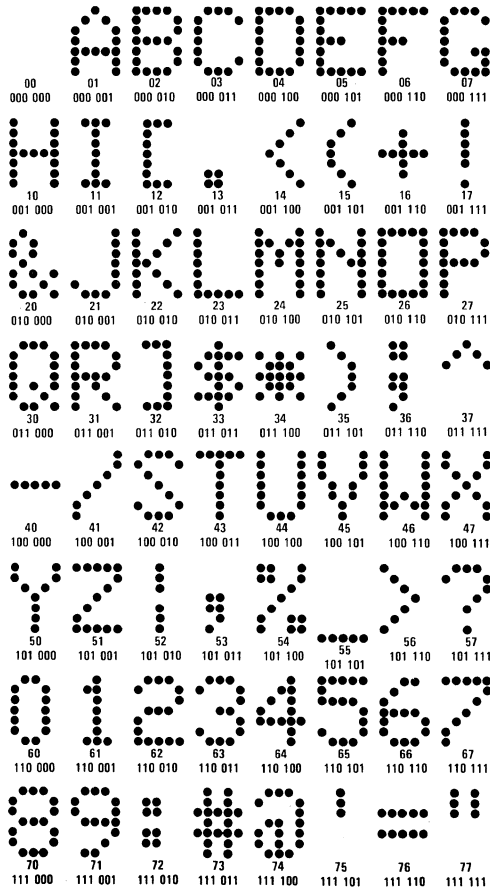 A B C D E F G
00 01 02 03 04 05 06 07
000 000 000 001 000 010 000 011 000 100 000 101 000 110 000 111
H I [ . < ( + !
10 11 12 13 14 15 16 17
001 000 001 001 001 010 001 011 001 100 001 101 001 110 001 111
& J K L M N O P
20 21 22 23 24 25 26 27
010 000 010 001 010 010 010 011 010 100 010 101 010 110 010 111
Q R ] $ * ) ; ^
30 31 32 33 34 35 36 37
011 000 011 001 011 010 011 011 011 100 011 101 011 110 011 111
- / S T U V W X
40 41 42 43 44 45 46 47
100 000 100 001 100 010 100 011 100 100 100 101 100 110 100 111
Y Z | , % _ > ?
50 51 52 53 54 55 56 57
101 000 101 001 101 010 101 011 101 100 101 101 101 110 101 111
0 1 2 3 4 5 6 7
60 61 62 63 64 65 66 67
110 000 110 001 110 010 110 011 110 100 110 101 110 110 110 111
8 9 : # @ ' = "
70 71 72 73 74 75 76 77
111 000 111 001 111 010 111 011 111 100 111 101 111 110 111 111